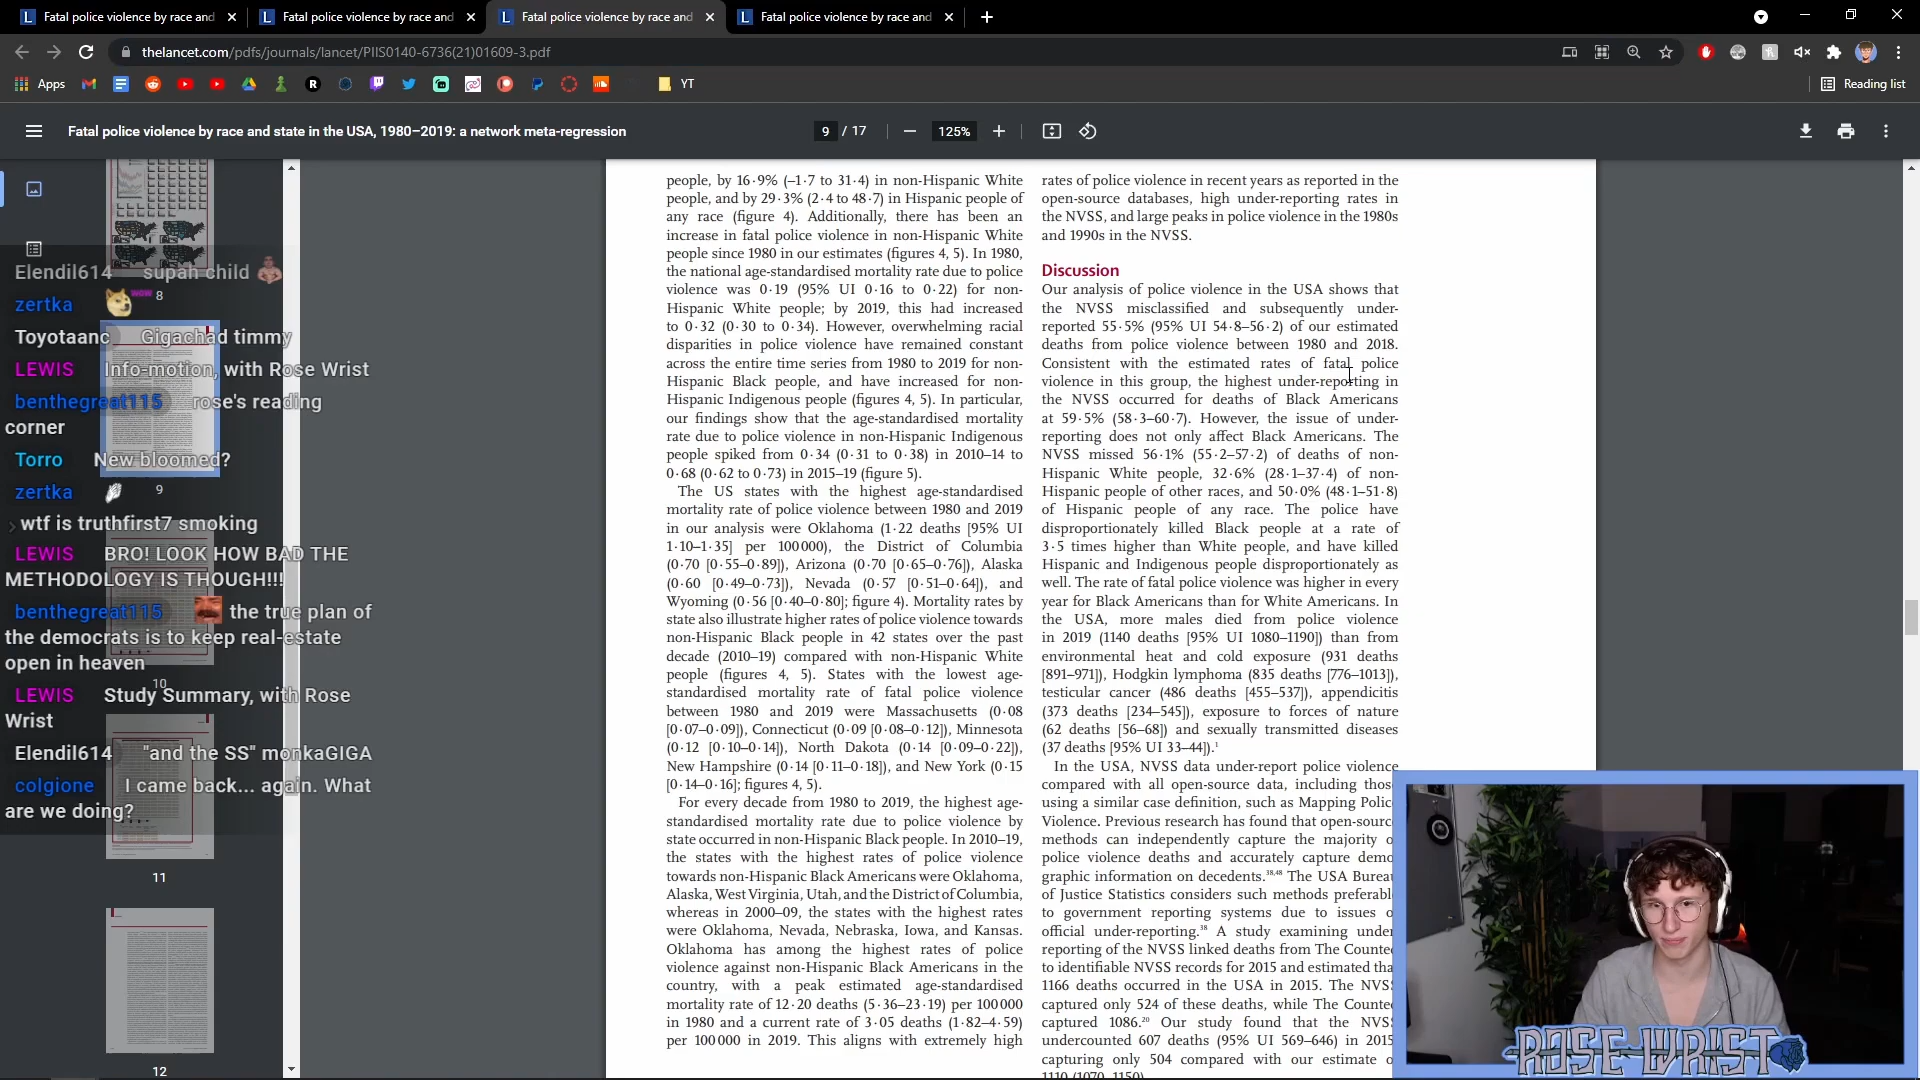 Fatal police violence by race and
Fatal police violence by race and
Fatal police violence by race and
Fatal police violence by race and
thelancet.com/pdfs/journals/lancet/PIIS0140-6736(21)01609-3.pdf
Apps
YT
Reading list
Fatal police violence by race and state in the USA, 1980–2019: a network meta-regression
9 / 17
125%
Elendil614 supah child
zertka
8
Toyotaanc Gigachad timmy
LEWIS Info-motion, with Rose Wrist
benthegreat115 rose's reading
corner
Torro New bloomed?
zertka
9
wtf is truthfirst7 smoking
LEWIS BRO! LOOK HOW BAD THE
METHODOLOGY IS THOUGH!!!
benthegreat115 the true plan of
the democrats is to keep real-estate
open in heaven
10
LEWIS Study Summary, with Rose
Wrist
Elendil614 "and the SS" monkaGIGA
colgione I came back... again. What
are we doing?
11
12
people, by 16·9% (–1·7 to 31·4) in non-Hispanic White
people, and by 29·3% (2·4 to 48·7) in Hispanic people of
any race (figure 4). Additionally, there has been an
increase in fatal police violence in non-Hispanic White
people since 1980 in our estimates (figures 4, 5). In 1980,
the national age-standardised mortality rate due to police
violence was 0·19 (95% UI 0·16 to 0·22) for non-
Hispanic White people; by 2019, this had increased
to 0·32 (0·30 to 0·34). However, overwhelming racial
disparities in police violence have remained constant
across the entire time series from 1980 to 2019 for non-
Hispanic Black people, and have increased for non-
Hispanic Indigenous people (figures 4, 5). In particular,
our findings show that the age-standardised mortality
rate due to police violence in non-Hispanic Indigenous
people spiked from 0·34 (0·31 to 0·38) in 2010–14 to
0·68 (0·62 to 0·73) in 2015–19 (figure 5).
The US states with the highest age-standardised
mortality rate of police violence between 1980 and 2019
in our analysis were Oklahoma (1·22 deaths [95% UI
1·10–1·35] per 100 000), the District of Columbia
(0·70 [0·55–0·89]), Arizona (0·70 [0·65–0·76]), Alaska
(0·60 [0·49–0·73]), Nevada (0·57 [0·51–0·64]), and
Wyoming (0·56 [0·40–0·80]; figure 4). Mortality rates by
state also illustrate higher rates of police violence towards
non-Hispanic Black people in 42 states over the past
decade (2010–19) compared with non-Hispanic White
people (figures 4, 5). States with the lowest age-
standardised mortality rate of fatal police violence
between 1980 and 2019 were Massachusetts (0·08
[0·07–0·09]), Connecticut (0·09 [0·08–0·12]), Minnesota
(0·12 [0·10–0·14]), North Dakota (0·14 [0·09–0·22]),
New Hampshire (0·14 [0·11–0·18]), and New York (0·15
[0·14–0·16]; figures 4, 5).
For every decade from 1980 to 2019, the highest age-
standardised mortality rate due to police violence by
state occurred in non-Hispanic Black people. In 2010–19,
the states with the highest rates of police violence
towards non-Hispanic Black Americans were Oklahoma,
Alaska, West Virginia, Utah, and the District of Columbia,
whereas in 2000–09, the states with the highest rates
were Oklahoma, Nevada, Nebraska, Iowa, and Kansas.
Oklahoma has among the highest rates of police
violence against non-Hispanic Black Americans in the
country, with a peak estimated age-standardised
mortality rate of 12·20 deaths (5·36–23·19) per 100 000
in 1980 and a current rate of 3·05 deaths (1·82–4·59)
per 100 000 in 2019. This aligns with extremely high
rates of police violence in recent years as reported in the
open-source databases, high under-reporting rates in
the NVSS, and large peaks in police violence in the 1980s
and 1990s in the NVSS.
Discussion
Our analysis of police violence in the USA shows that
the NVSS misclassified and subsequently under-
reported 55·5% (95% UI 54·8–56·2) of our estimated
deaths from police violence between 1980 and 2018.
Consistent with the estimated rates of fatal police
violence in this group, the highest under-reporting in
the NVSS occurred for deaths of Black Americans
at 59·5% (58·3–60·7). However, the issue of under-
reporting does not only affect Black Americans. The
NVSS missed 56·1% (55·2–57·2) of deaths of non-
Hispanic White people, 32·6% (28·1–37·4) of non-
Hispanic people of other races, and 50·0% (48·1–51·8)
of Hispanic people of any race. The police have
disproportionately killed Black people at a rate of
3·5 times higher than White people, and have killed
Hispanic and Indigenous people disproportionately as
well. The rate of fatal police violence was higher in every
year for Black Americans than for White Americans. In
the USA, more males died from police violence
in 2019 (1140 deaths [95% UI 1080–1190]) than from
environmental heat and cold exposure (931 deaths
[891–971]), Hodgkin lymphoma (835 deaths [776–1013]),
testicular cancer (486 deaths [455–537]), appendicitis
(373 deaths [234–545]), exposure to forces of nature
(62 deaths [56–68]) and sexually transmitted diseases
(37 deaths [95% UI 33–44]).¹
In the USA, NVSS data under-report police violence
compared with all open-source data, including those
using a similar case definition, such as Mapping Polic
Violence. Previous research has found that open-sourc
methods can independently capture the majority o
police violence deaths and accurately capture demo
graphic information on decedents.³⁸,⁴⁸ The USA Burea
of Justice Statistics considers such methods preferabl
to government reporting systems due to issues o
official under-reporting.³⁸ A study examining under
reporting of the NVSS linked deaths from The Counted
to identifiable NVSS records for 2015 and estimated tha
1166 deaths occurred in the USA in 2015. The NVS
captured only 524 of these deaths, while The Counte
captured 1086.²⁰ Our study found that the NVS
undercounted 607 deaths (95% UI 569–646) in 2015
capturing only 504 compared with our estimate o
1110 (1070–1150)
ROSE WRIST